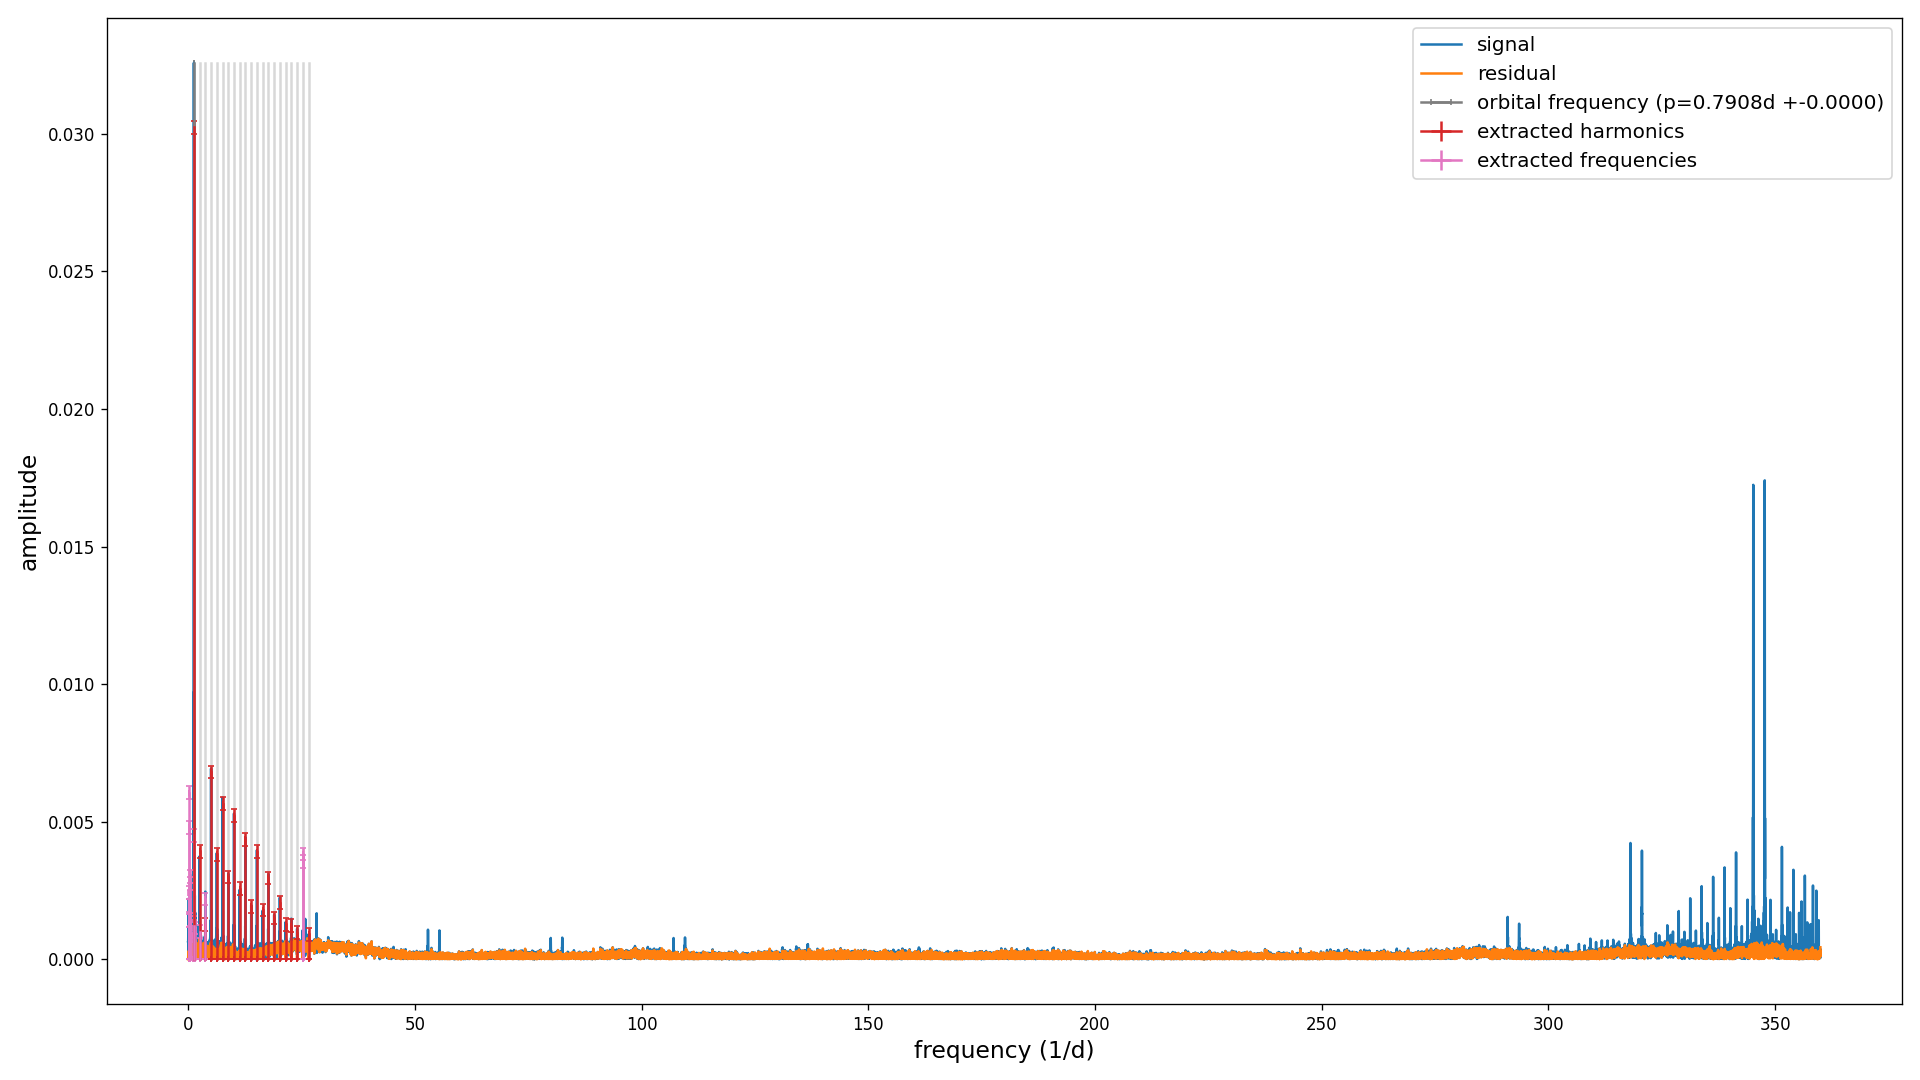 signal
residual
orbital frequency (p=0.7908d +-0.0000)
extracted harmonics
extracted frequencies
0.030
0.025
0.020
0.015
0.010
0.005
0.000
amplitude
0
50
100
150
200
250
300
350
frequency (1/d)